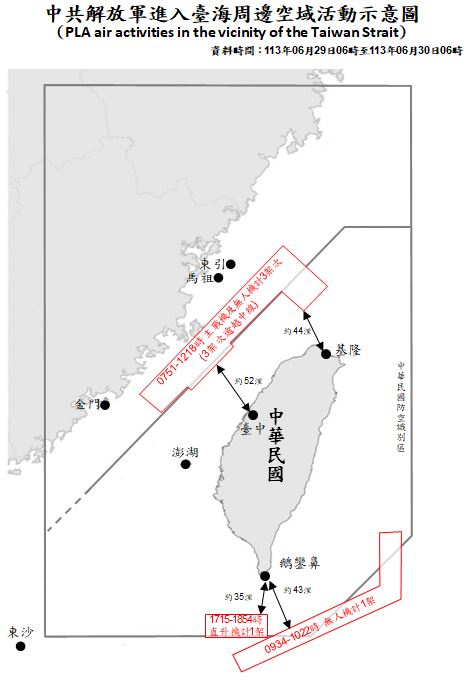 中共解放軍進入臺海周邊空域活動示意圖
(PLA air activities in the vicinity of the Taiwan Strait)
資料時間：113年06月29日06時至113年06月30日06時
東引
馬祖
0751-1218時 主戰機及無人機計3架次
(3架次逾越中線)
約44浬
基隆
約52浬
臺中
金門
中華民國
中華民國防空識別區
澎湖
鵝鑾鼻
約35浬
約43浬
1715-1854時
直升機計1架
0934-1022時 無人機計1架
東沙